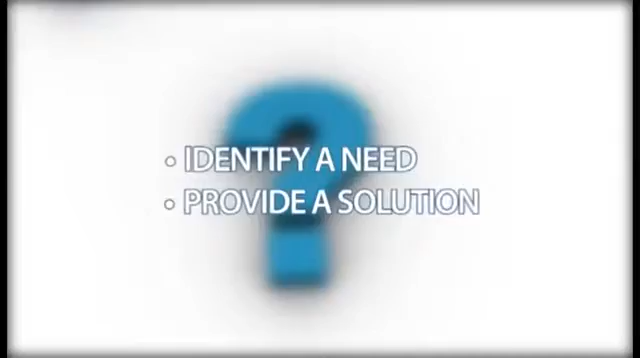 • IDENTIFY A NEED
• PROVIDE A SOLUTION